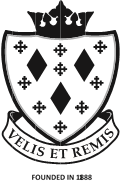 VELIS ET REMIS
FOUNDED IN 1888